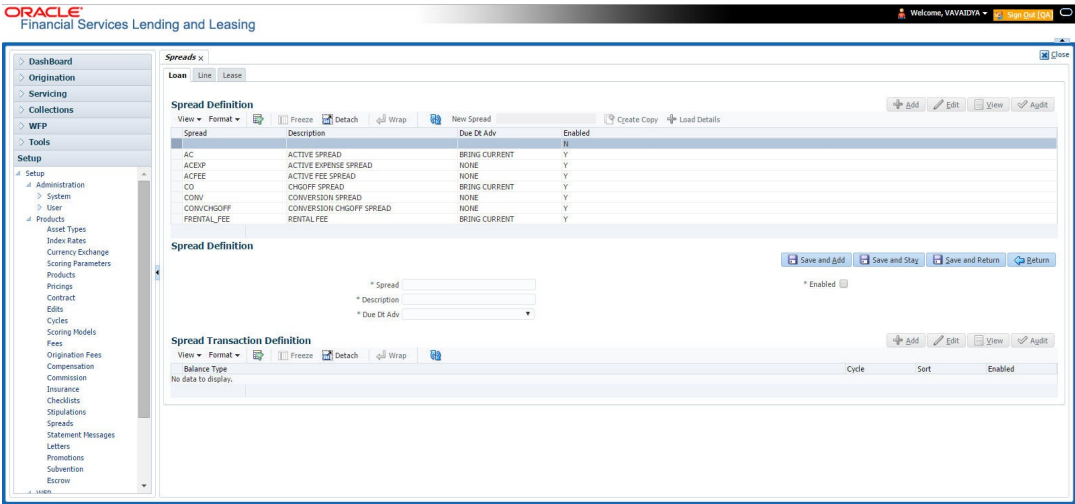 ORACLE
Financial Services Lending and Leasing
Welcome, VAVAIDYA
Sign Out [QA]
Close
DashBoard
Origination
Servicing
Collections
WFP
Tools
Setup
Setup
Administration
System
User
Products
Asset Types
Index Rates
Currency Exchange
Scoring Parameters
Products
Pricings
Contract
Edits
Cycles
Scoring Models
Fees
Origination Fees
Compensation
Commission
Insurance
Checklists
Stipulations
Spreads
Statement Messages
Letters
Promotions
Subvention
Escrow
WFP
Spreads x
Loan Line Lease
Spread Definition
Add Edit View Audit
View Format Freeze Detach Wrap New Spread Create Copy Load Details
Spread Description Due Dt Adv Enabled
N
AC ACTIVE SPREAD BRING CURRENT Y
ACEXP ACTIVE EXPENSE SPREAD NONE Y
ACFEE ACTIVE FEE SPREAD NONE Y
CO CHGOFF SPREAD BRING CURRENT Y
CONV CONVERSION SPREAD NONE Y
CONVCHGOFF CONVERSION CHGOFF SPREAD NONE Y
FRENTAL_FEE RENTAL FEE BRING CURRENT Y
Spread Definition
Save and Add Save and Stay Save and Return Return
* Spread
* Enabled
* Description
* Due Dt Adv
Spread Transaction Definition
Add Edit View Audit
View Format Freeze Detach Wrap
Balance Type Cycle Sort Enabled
No data to display.